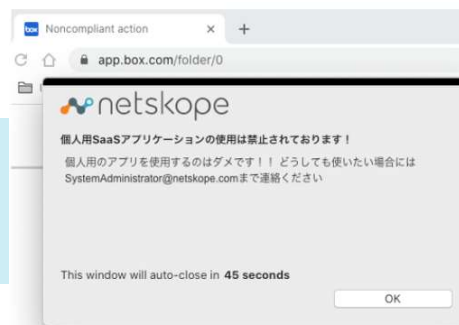 box Noncompliant action × +
app.box.com/folder/0
netskope
個人用SaaSアプリケーションの使用は禁止されております！
個人用のアプリを使用するのはダメです！！ どうしても使いたい場合には
SystemAdministrator@netskope.comまで連絡ください
This window will auto-close in 45 seconds
OK